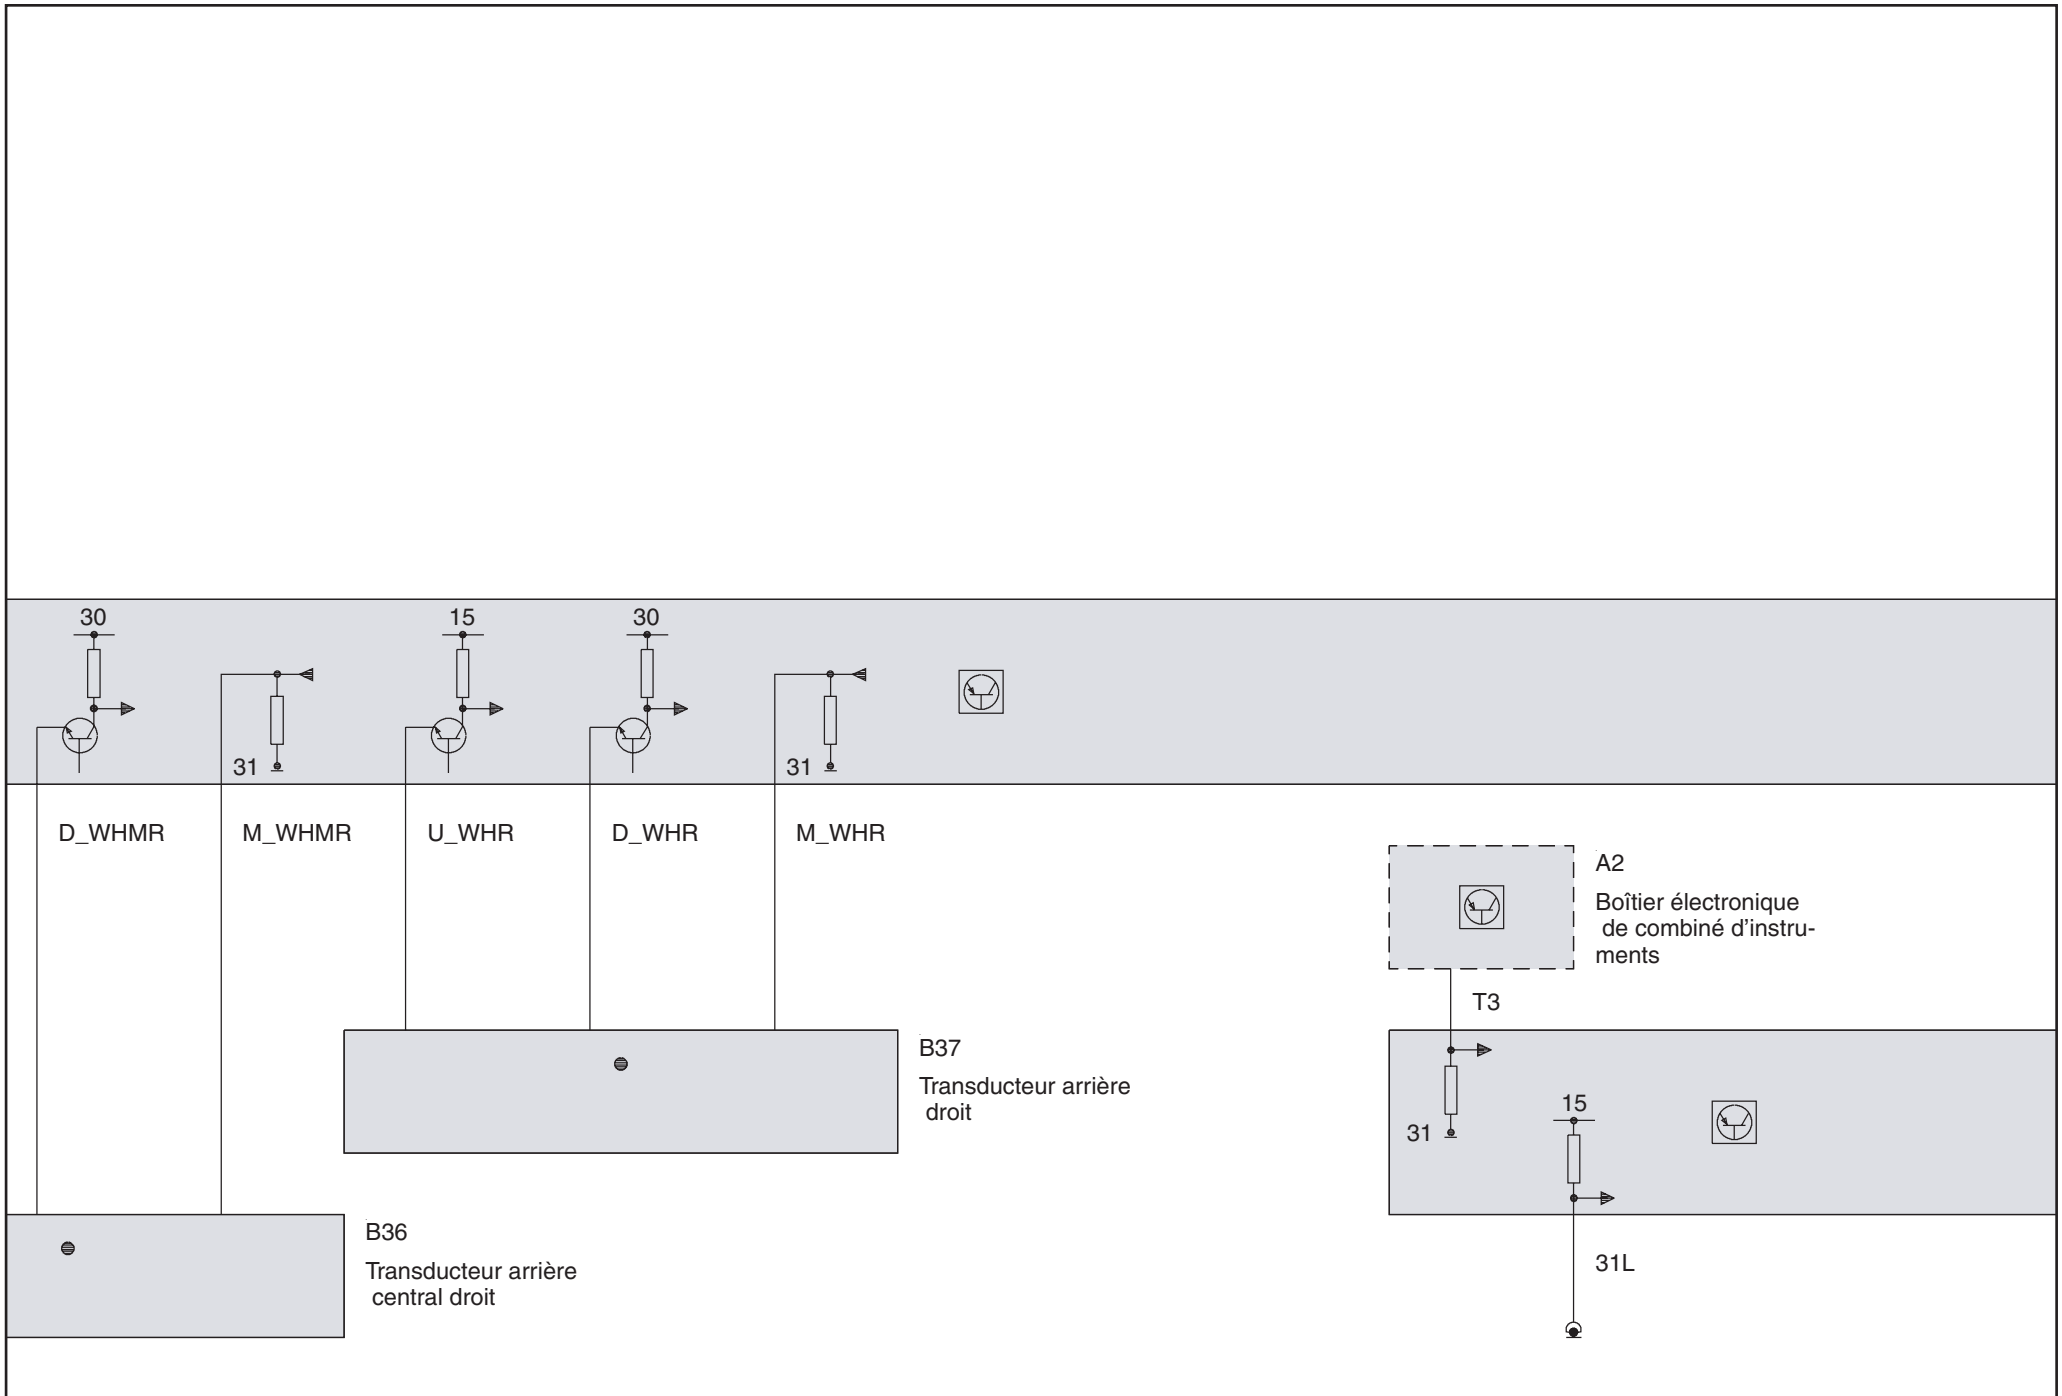 30
15
30
31
31
D_WHMR
M_WHMR
U_WHR
D_WHR
M_WHR
A2
Boîtier électronique
de combiné d'instru-
ments
T3
B37
Transducteur arrière
droit
15
31
B36
Transducteur arrière
central droit
31L